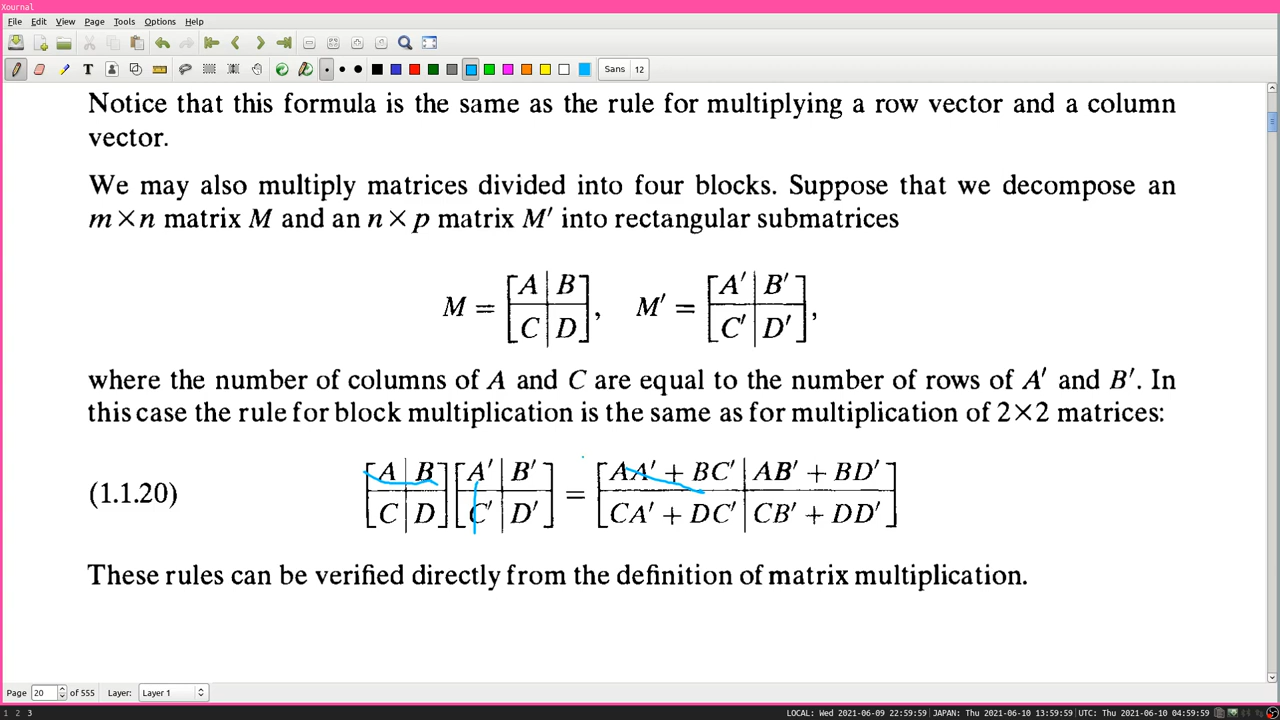 Xournal
File Edit View Page Tools Options Help
T Sans 12
Notice that this formula is the same as the rule for multiplying a row vector and a column
vector.
We may also multiply matrices divided into four blocks. Suppose that we decompose an
m×n matrix M and an n×p matrix M′ into rectangular submatrices
M = [A | B], M′ = [A′ | B′],
[C | D] [C′ | D′]
where the number of columns of A and C are equal to the number of rows of A′ and B′. In
this case the rule for block multiplication is the same as for multiplication of 2×2 matrices:
[A | B] [A′ | B′] = [AA′ + BC′ | AB′ + BD′]
(1.1.20)
[C | D] [C′ | D′] [CA′ + DC′ | CB′ + DD′]
These rules can be verified directly from the definition of matrix multiplication.
Page 20 of 555 Layer: Layer 1
1 2 3 LOCAL: Wed 2021-06-09 22:59:59 | JAPAN: Thu 2021-06-10 13:59:59 | UTC: Thu 2021-06-10 04:59:59